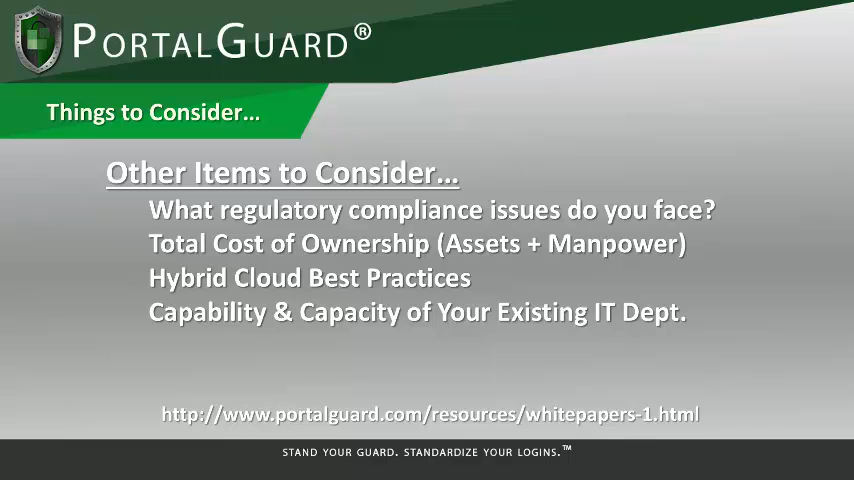 PORTALGUARD®
Things to Consider...
Other Items to Consider...
What regulatory compliance issues do you face?
Total Cost of Ownership (Assets + Manpower)
Hybrid Cloud Best Practices
Capability & Capacity of Your Existing IT Dept.
http://www.portalguard.com/resources/whitepapers-1.html
STAND YOUR GUARD. STANDARDIZE YOUR LOGINS.™